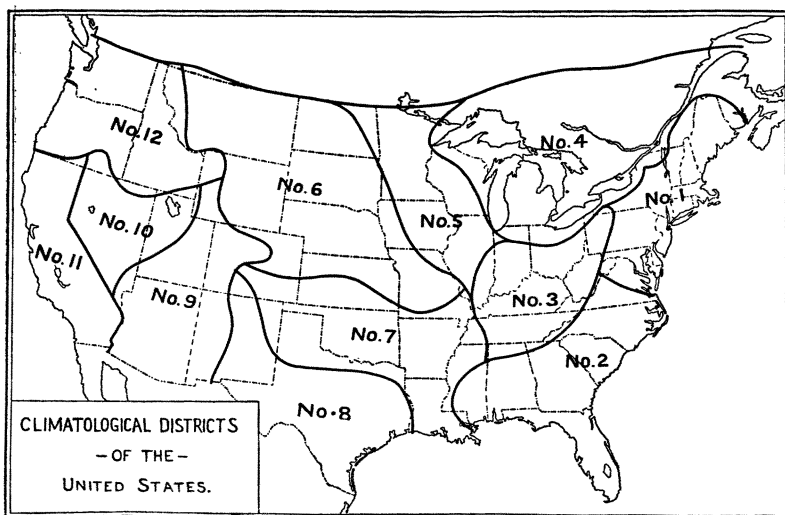 No.12
No.4
No.6
No.1
No.10
No.5
No.11
No.9
No.3
No.7
No.2
No.8
CLIMATOLOGICAL DISTRICTS
- OF THE -
UNITED STATES.